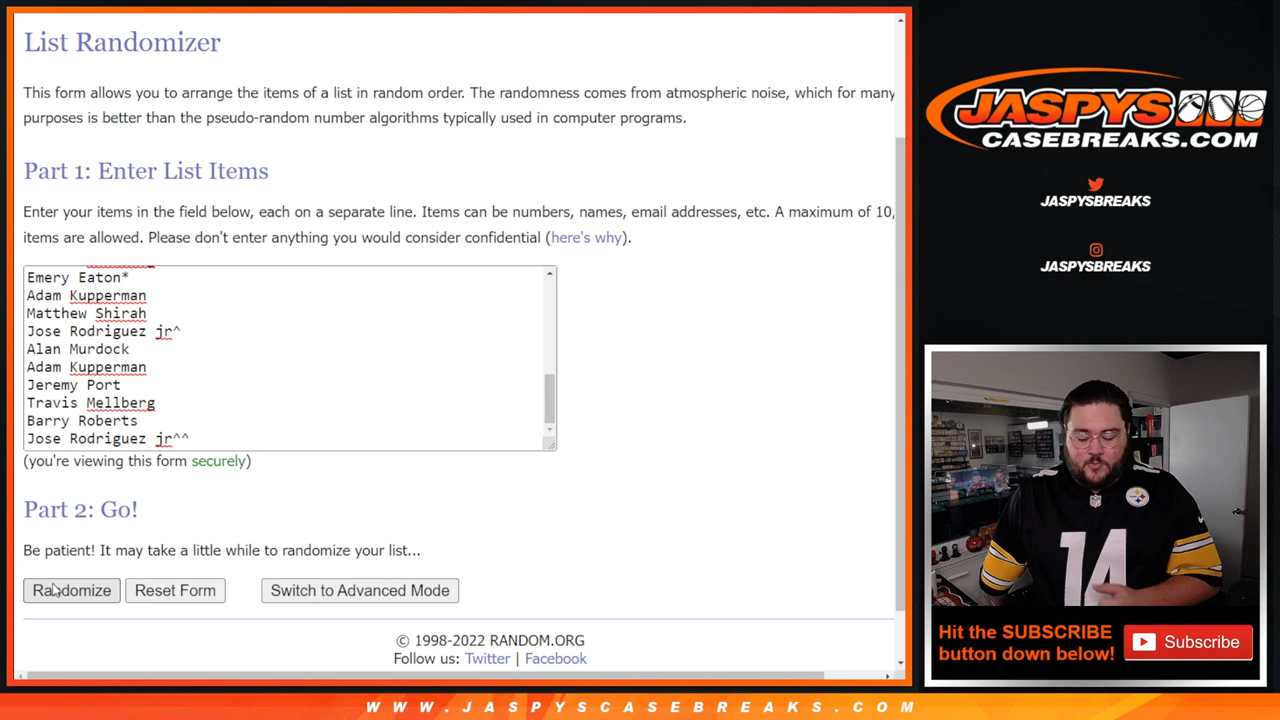 List Randomizer
This form allows you to arrange the items of a list in random order. The randomness comes from atmospheric noise, which for many
purposes is better than the pseudo-random number algorithms typically used in computer programs.
Part 1: Enter List Items
Enter your items in the field below, each on a separate line. Items can be numbers, names, email addresses, etc. A maximum of 10,
items are allowed. Please don't enter anything you would consider confidential (here's why).
Emery Eaton*
Adam Kupperman
Matthew Shirah
Jose Rodriguez jr^
Alan Murdock
Adam Kupperman
Jeremy Port
Travis Mellberg
Barry Roberts
Jose Rodriguez jr^^
(you're viewing this form securely)
Part 2: Go!
Be patient! It may take a little while to randomize your list...
Randomize
Reset Form
Switch to Advanced Mode
© 1998-2022 RANDOM.ORG
Follow us: Twitter | Facebook
JASPYS
CASEBREAKS.COM
JASPYSBREAKS
JASPYSBREAKS
14
Hit the SUBSCRIBE
button down below!
Subscribe
WWW.JASPYSCASEBREAKS.COM